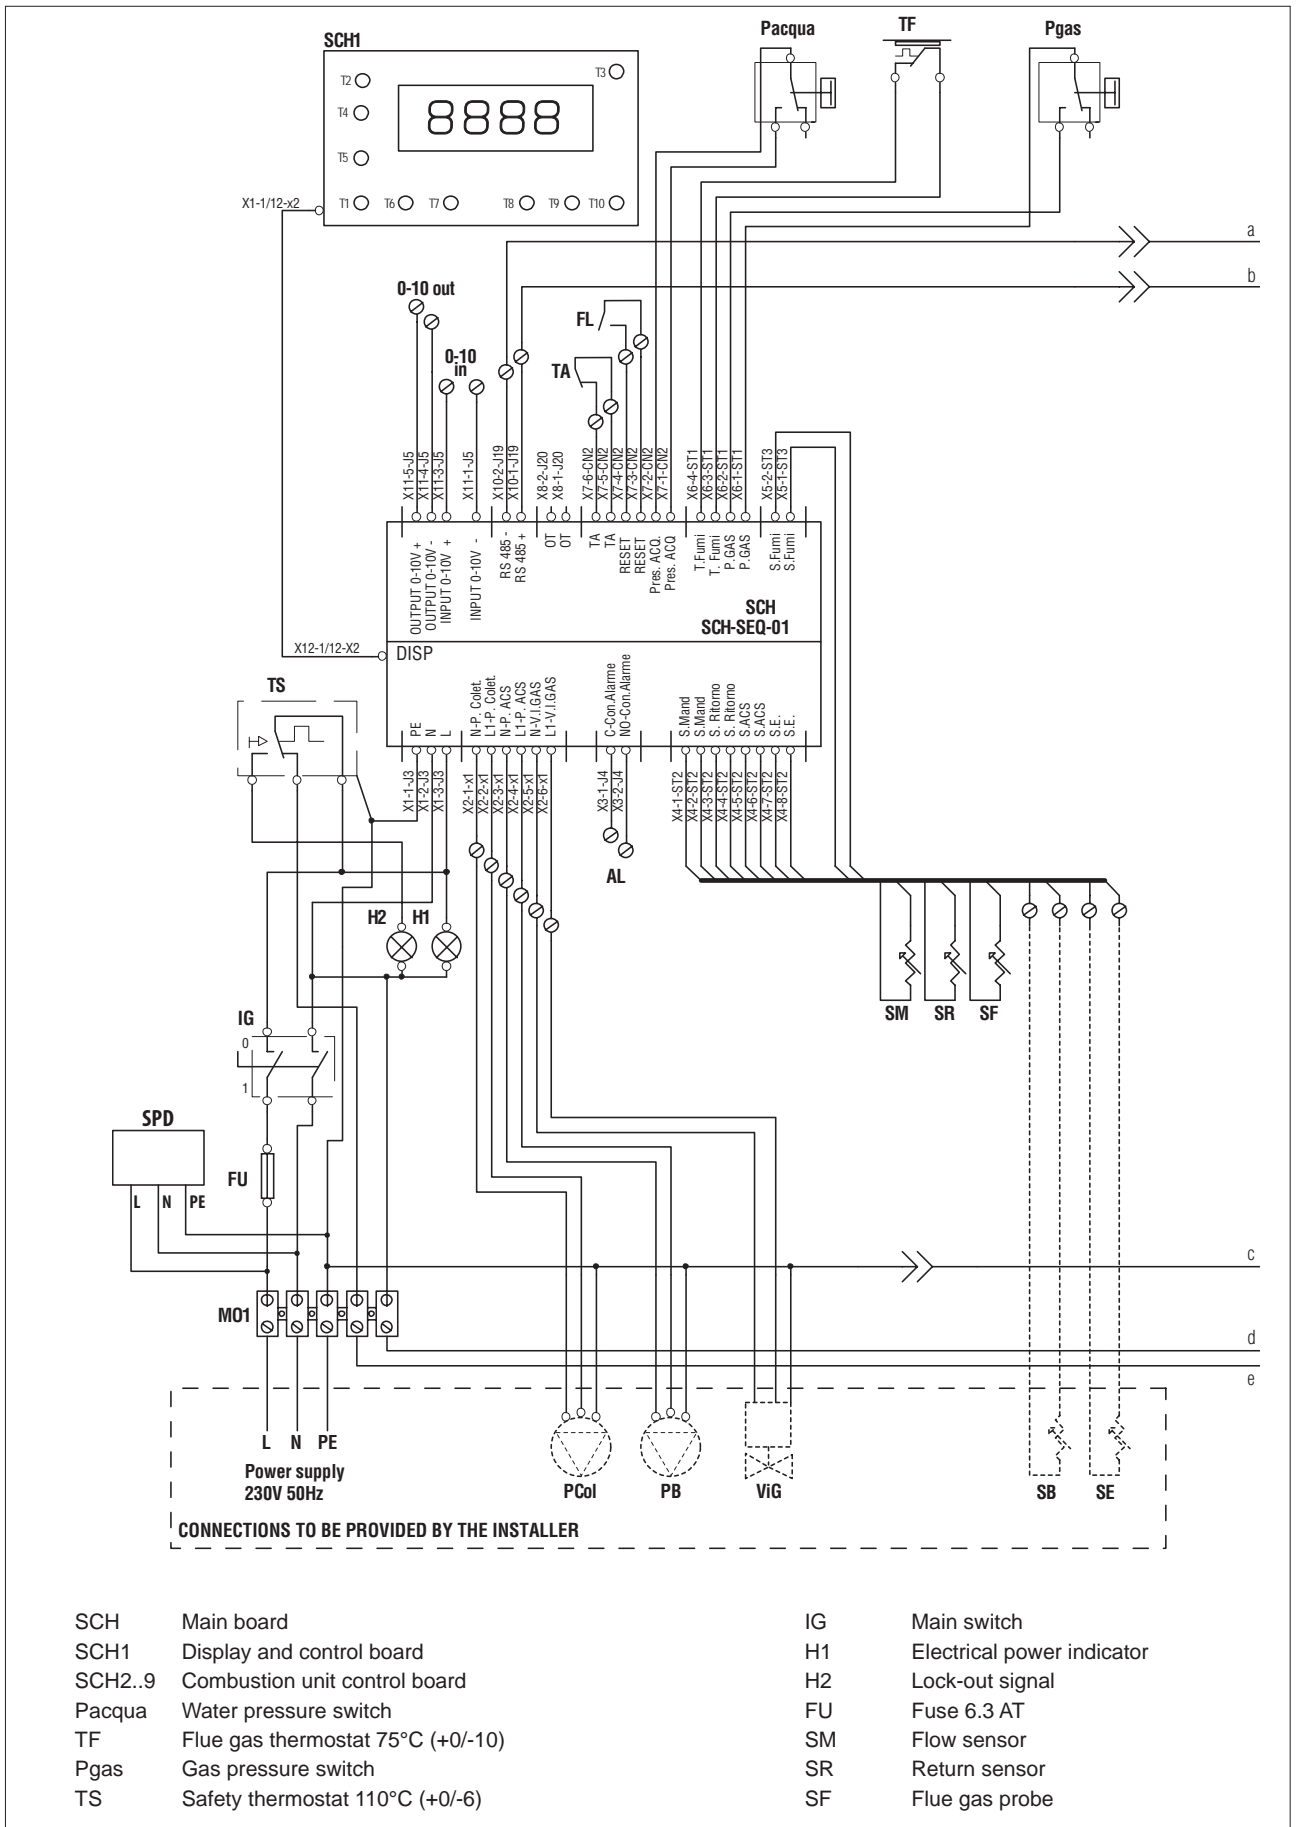 Pacqua
TF
Pgas
SCH1
T2
T3
T4
T5
T1
T6
T7
T8
T9
T10
X1-1/12-x2
a
b
0-10 out
0-10
in
FL
TA
X11-5-J5
X11-4-J5
X11-3-J5
X11-1-J5
X10-2-J19
X10-1-J19
X8-2-J20
X8-1-J20
X7-6-CN2
X7-5-CN2
X7-4-CN2
X7-3-CN2
X7-2-CN2
X7-1-CN2
X6-4-ST1
X6-3-ST1
X6-2-ST1
X6-1-ST1
X5-2-ST3
X5-1-ST3
OUTPUT 0-10V +
OUTPUT 0-10V -
INPUT 0-10V +
INPUT 0-10V -
RS 485 -
RS 485 +
OT
OT
TA
TA
RESET
RESET
Pres. ACQ.
Pres. ACQ
T.Fumi
T. Fumi
P.GAS
P.GAS
S.Fumi
S.Fumi
SCH
SCH-SEQ-01
X12-1/12-X2
DISP
TS
PE
N
L
N-P. Colet.
L1-P. Colet.
N-P. ACS
L1-P. ACS
N-V.I.GAS
L1-V.I.GAS
C-Con.Alarme
NO-Con.Alarme
S.Mand
S.Mand
S. Ritorno
S. Ritorno
S.ACS
S.ACS
S.E.
S.E.
X1-1-J3
X1-2-J3
X1-3-J3
X2-1-x1
X2-2-x1
X2-3-x1
X2-4-x1
X2-5-x1
X2-6-x1
X3-1-J4
X3-2-J4
X4-1-ST2
X4-2-ST2
X4-3-ST2
X4-4-ST2
X4-5-ST2
X4-6-ST2
X4-7-ST2
X4-8-ST2
AL
H2 H1
SM SR SF
IG
0
1
SPD
FU
L N PE
c
M01
d
e
L N PE
Power supply
230V 50Hz
PCol PB ViG SB SE
CONNECTIONS TO BE PROVIDED BY THE INSTALLER
SCH Main board
SCH1 Display and control board
SCH2..9 Combustion unit control board
Pacqua Water pressure switch
TF Flue gas thermostat 75°C (+0/-10)
Pgas Gas pressure switch
TS Safety thermostat 110°C (+0/-6)
IG Main switch
H1 Electrical power indicator
H2 Lock-out signal
FU Fuse 6.3 AT
SM Flow sensor
SR Return sensor
SF Flue gas probe